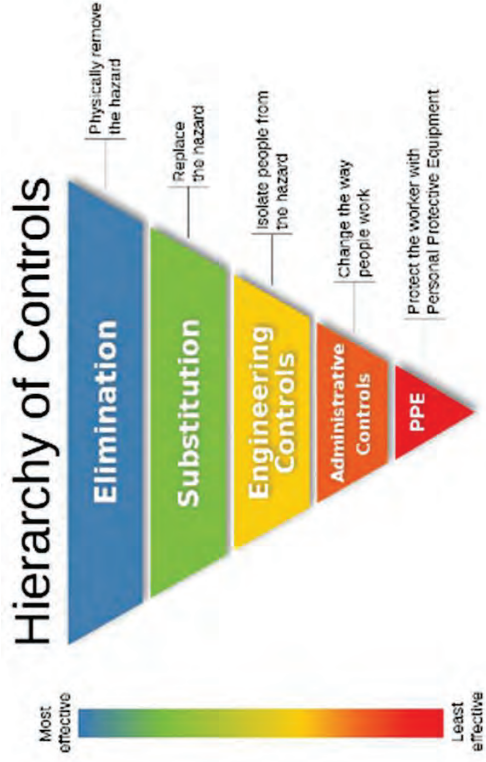 Hierarchy of Controls
Most
effective
Least
effective
Elimination
Physically remove
the hazard
Substitution
Replace
the hazard
Engineering
Controls
Isolate people from
the hazard
Administrative
Controls
Change the way
people work
PPE
Protect the worker with
Personal Protective Equipment